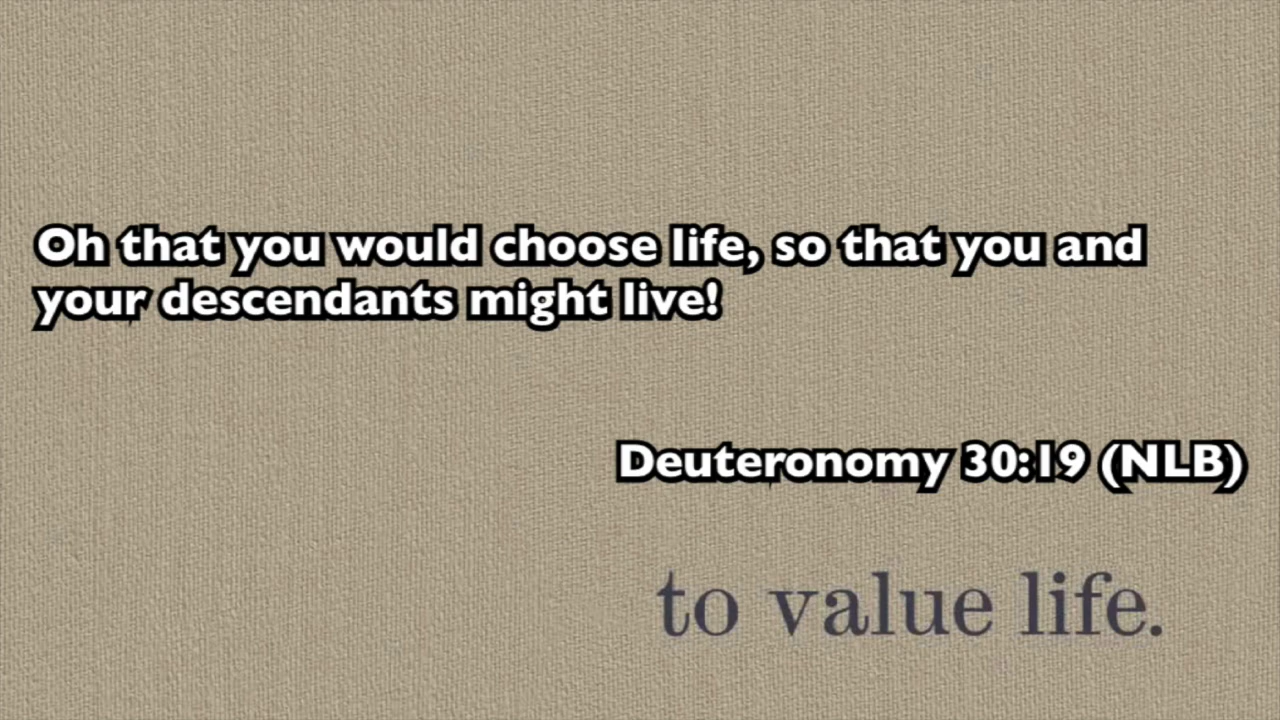 Oh that you would choose life, so that you and
your descendants might live!
Deuteronomy 30:19 (NLB)
to value life.